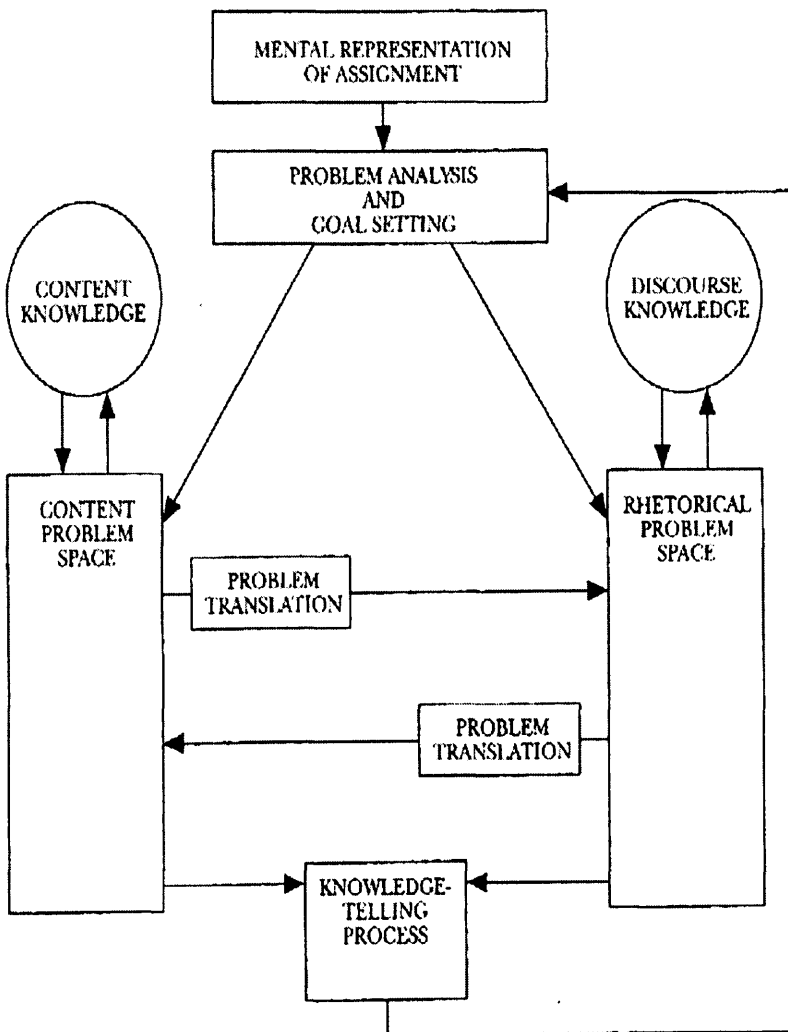 MENTAL REPRESENTATION
OF ASSIGNMENT
PROBLEM ANALYSIS
AND
GOAL SETTING
CONTENT
KNOWLEDGE
DISCOURSE
KNOWLEDGE
CONTENT
PROBLEM
SPACE
RHETORICAL
PROBLEM
SPACE
PROBLEM
TRANSLATION
PROBLEM
TRANSLATION
KNOWLEDGE-
TELLING
PROCESS